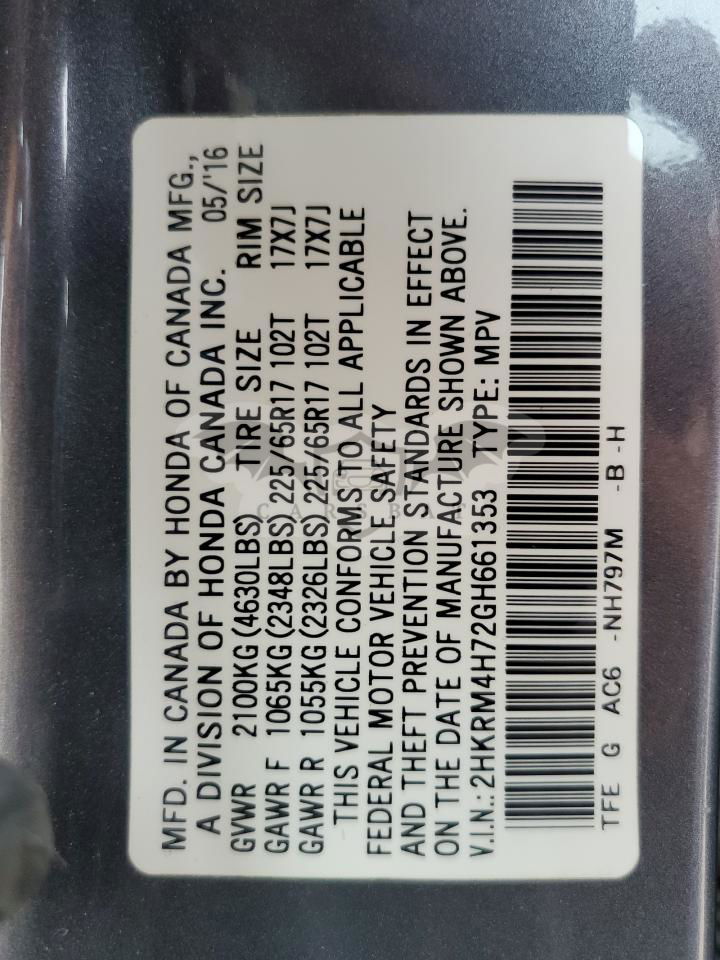 MFD. IN CANADA BY HONDA OF CANADA MFG.,
A DIVISION OF HONDA CANADA INC. 05/'16
GVWR 2100KG(4630LBS) TIRE SIZE RIM SIZE
GAWR F 1065KG(2348LBS) 225/65R17 102T 17X7J
GAWR R 1055KG(2326LBS) 225/65R17 102T 17X7J
THIS VEHICLE CONFORMS TO ALL APPLICABLE
FEDERAL MOTOR VEHICLE SAFETY
AND THEFT PREVENTION STANDARDS IN EFFECT
ON THE DATE OF MANUFACTURE SHOWN ABOVE.
V.I.N.:2HKRM4H72GH661353 TYPE: MPV
TFE G AC6 -NH797M -B -H
CARSBAT